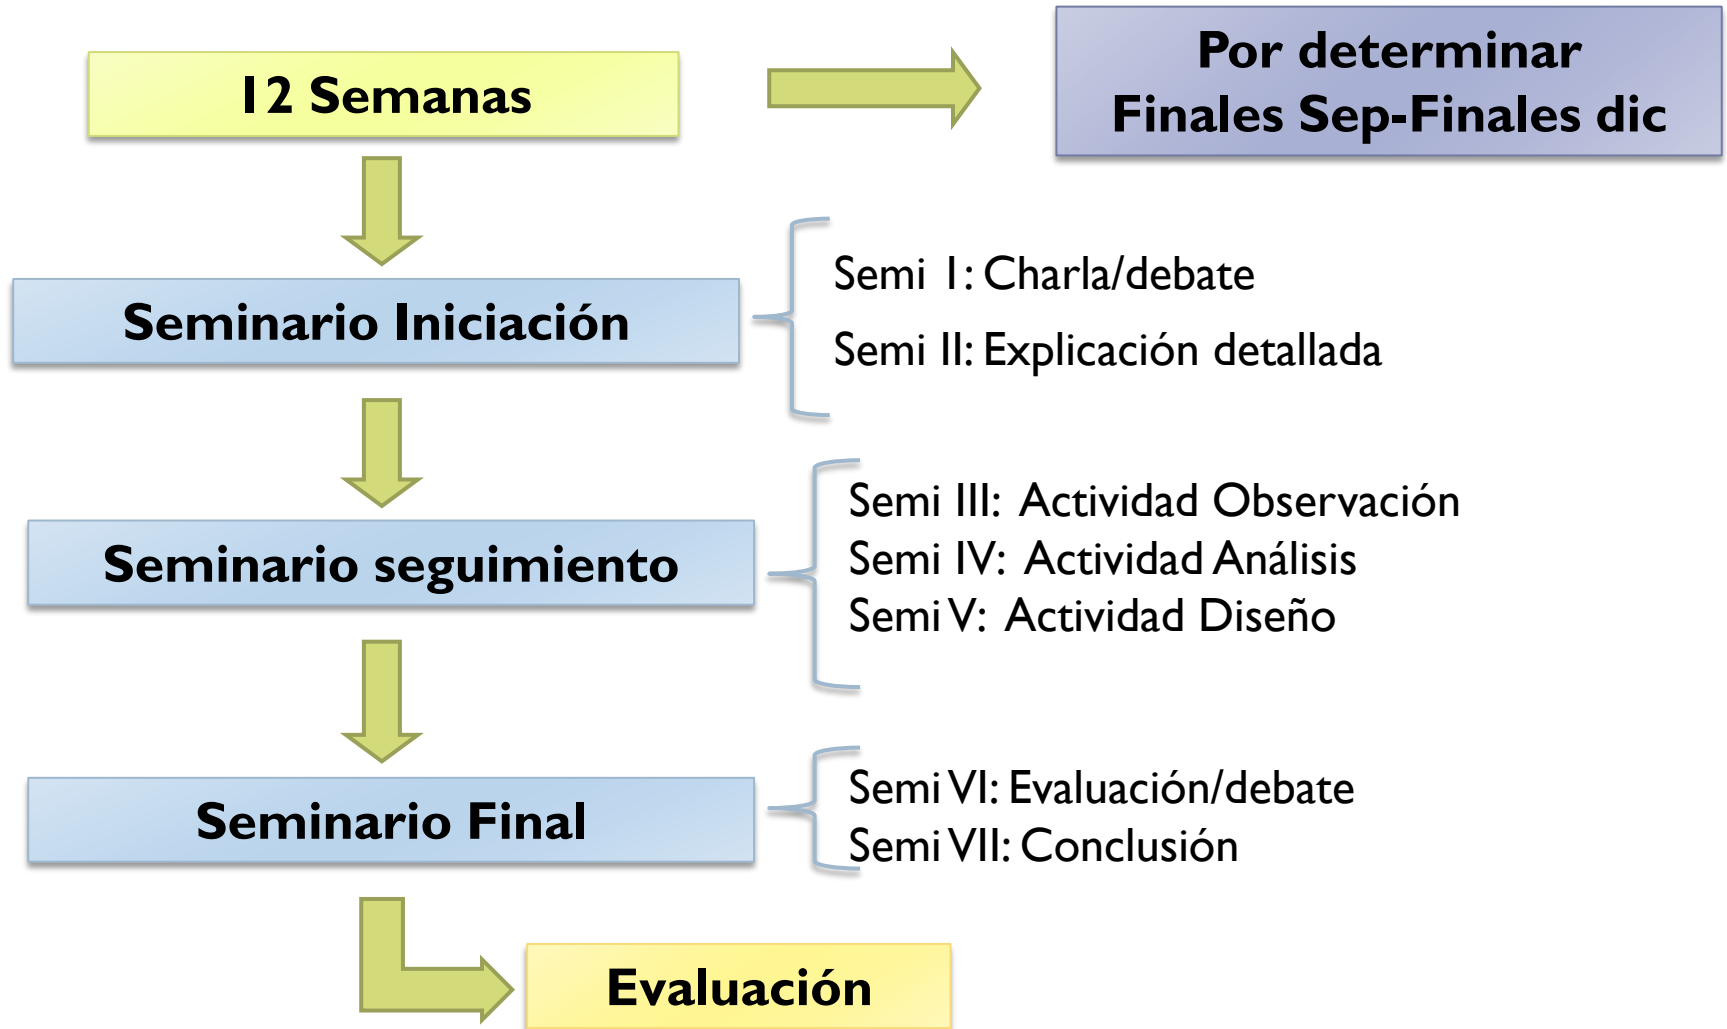 12 Semanas
Por determinar
Finales Sep-Finales dic
Seminario Iniciación
Semi 1: Charla/debate
Semi II: Explicación detallada
Seminario seguimiento
Semi III: Actividad Observación
Semi IV: Actividad Análisis
Semi V: Actividad Diseño
Seminario Final
Semi VI: Evaluación/debate
Semi VII: Conclusión
Evaluación